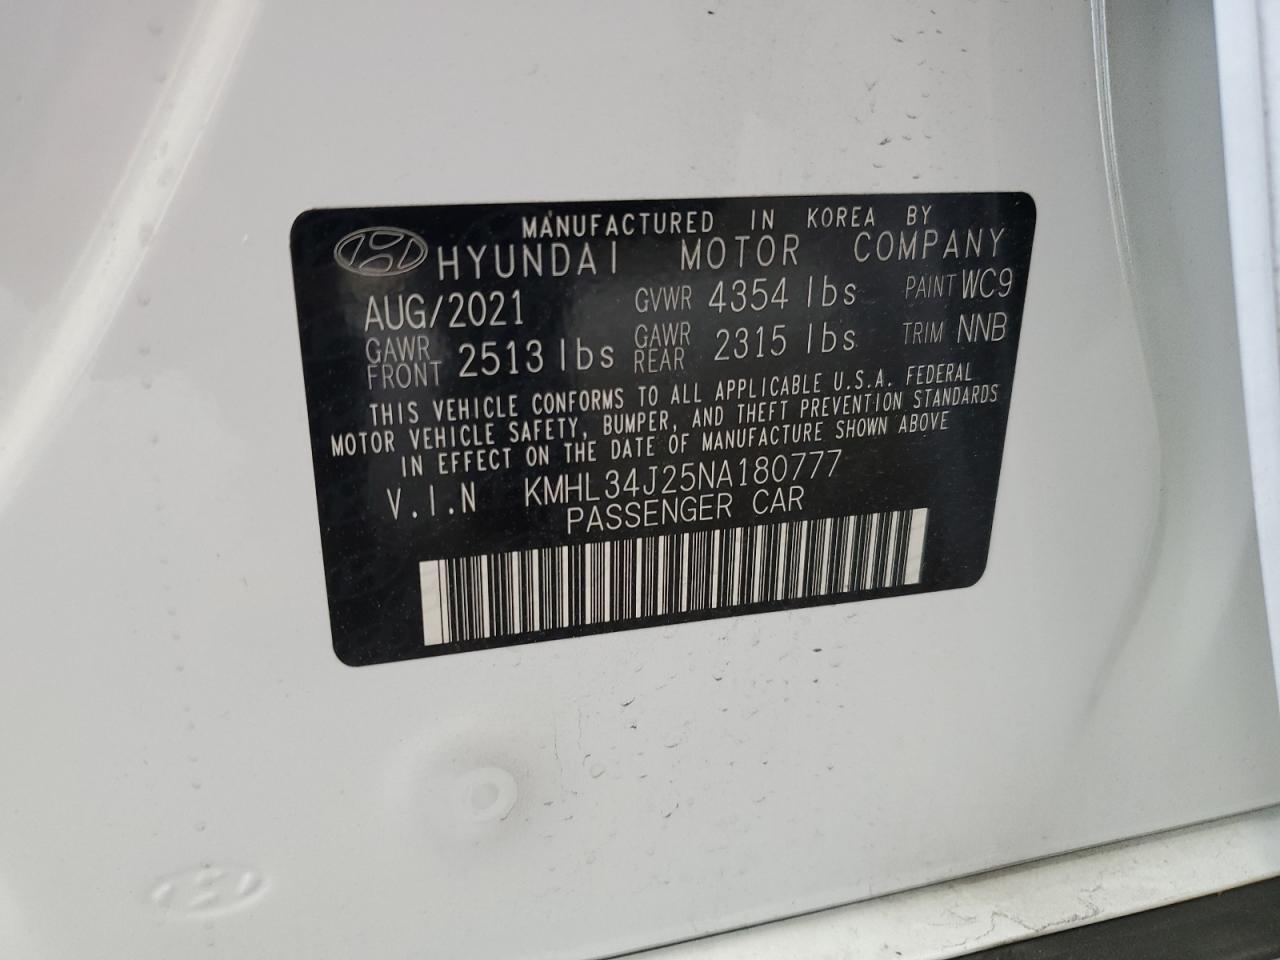 MANUFACTURED IN KOREA BY
HYUNDAI MOTOR COMPANY
AUG/2021 GVWR 4354 lbs PAINT WC9
GAWR FRONT 2513 lbs GAWR REAR 2315 lbs TRIM NNB
THIS VEHICLE CONFORMS TO ALL APPLICABLE U.S.A. FEDERAL
MOTOR VEHICLE SAFETY, BUMPER, AND THEFT PREVENTION STANDARDS
IN EFFECT ON THE DATE OF MANUFACTURE SHOWN ABOVE
V.I.N KMHL34J25NA180777
PASSENGER CAR